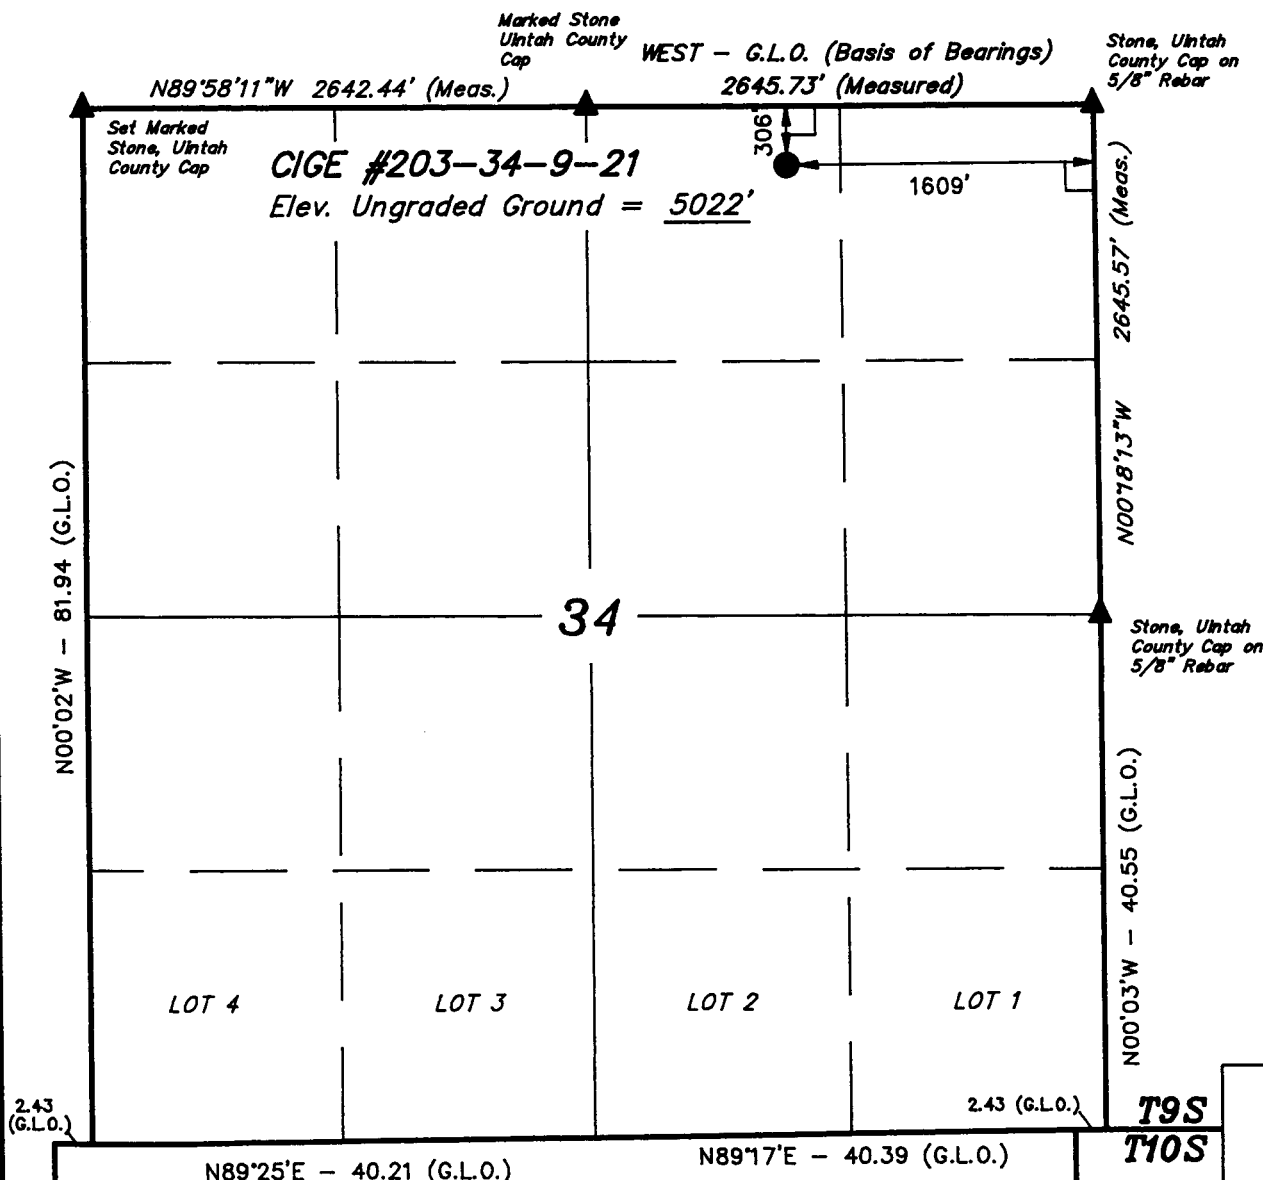 Marked Stone
Uintah County
Cap
WEST – G.L.O. (Basis of Bearings)
2645.73' (Measured)
Stone, Uintah
County Cap on
5/8" Rebar
N89°58'11"W 2642.44' (Meas.)
Set Marked
Stone, Uintah
County Cap
CIGE #203–34–9–21
Elev. Ungraded Ground = 5022'
306'
1609'
2645.57' (Meas.)
N00°18'13"W
N00°02'W – 81.94 (G.L.O.)
34
Stone, Uintah
County Cap on
5/8" Rebar
N00°03'W – 40.55 (G.L.O.)
LOT 4
LOT 3
LOT 2
LOT 1
2.43
(G.L.O.)
2.43 (G.L.O.)
T9S
T10S
N89°25'E – 40.21 (G.L.O.)
N89°17'E – 40.39 (G.L.O.)